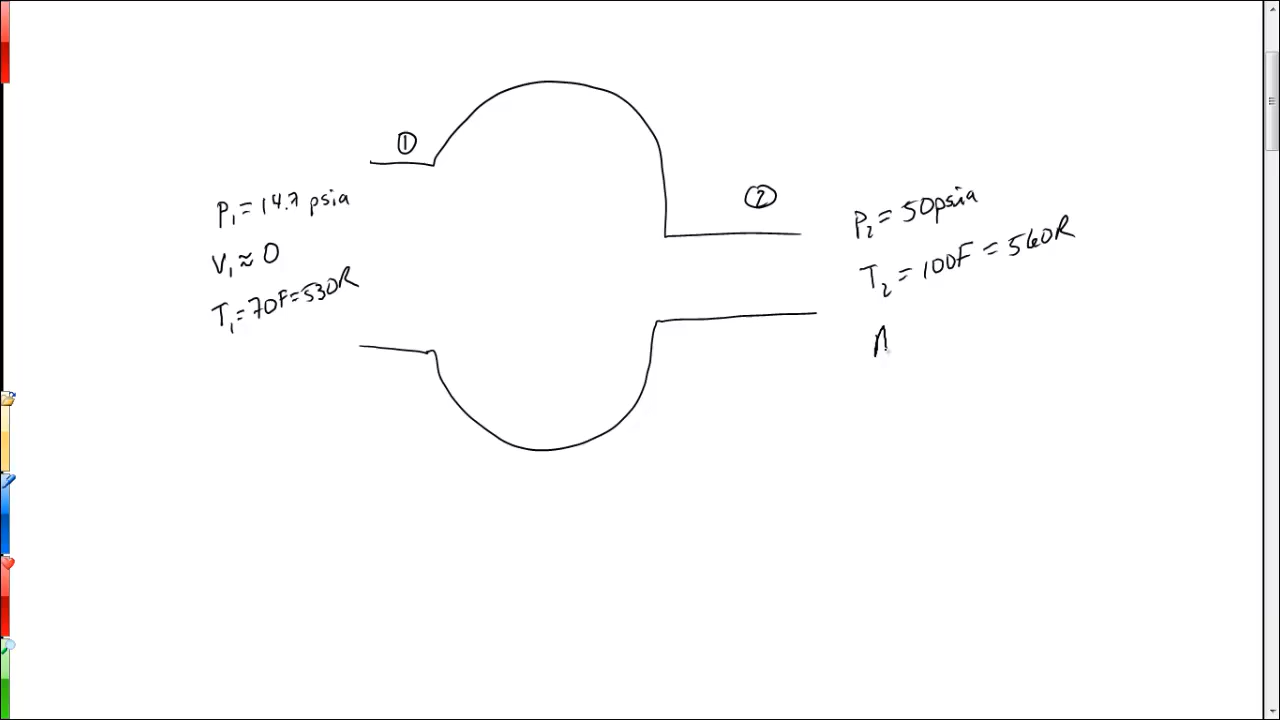 ①
P₁ = 14.7 psia
V₁ ≈ 0
T₁ = 70F = 530R
②
P₂ = 50psia
T₂ = 100F = 560R